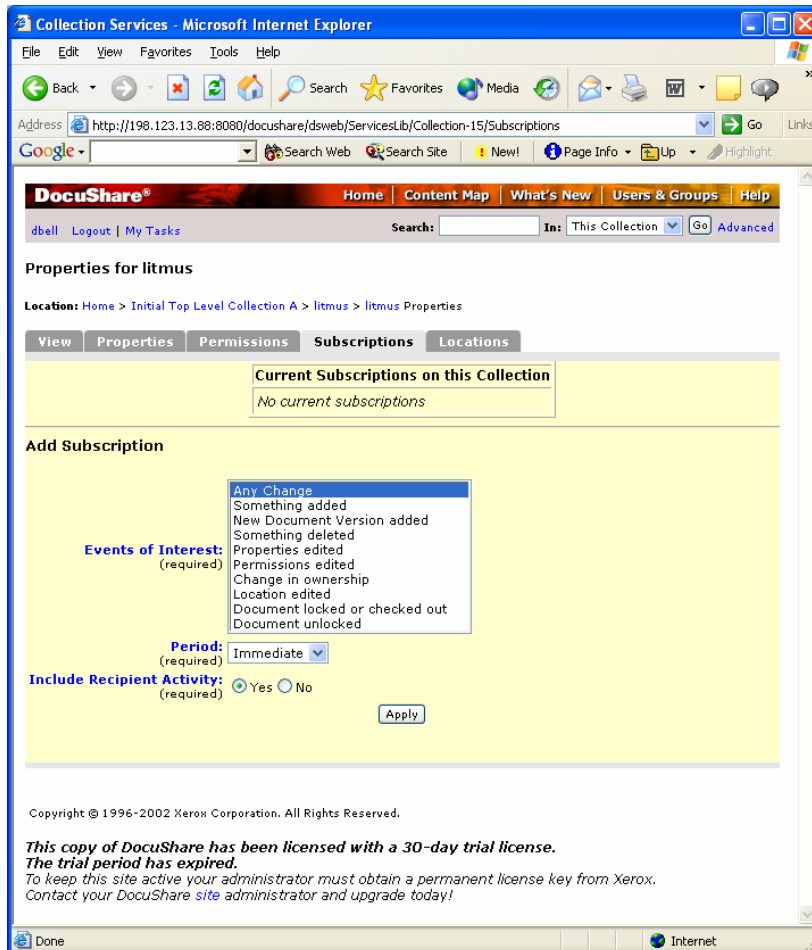 Collection Services - Microsoft Internet Explorer
File Edit View Favorites Tools Help
Back Search Favorites Media »
Address http://198.123.13.88:8080/docushare/dsweb/ServicesLib/Collection-15/Subscriptions Go Links
Google Search Web Search Site New! Page Info Up Highlight
DocuShare® Home Content Map What's New Users & Groups Help
dbell Logout | My Tasks Search: In: This Collection Go Advanced
Properties for litmus
Location: Home > Initial Top Level Collection A > litmus > litmus Properties
View Properties Permissions Subscriptions Locations
Current Subscriptions on this Collection
No current subscriptions
Add Subscription
Any Change
Something added
New Document Version added
Something deleted
Events of Interest: Properties edited
(required) Permissions edited
Change in ownership
Location edited
Document locked or checked out
Document unlocked
Period: Immediate
(required)
Include Recipient Activity: Yes No
(required)
Apply
Copyright © 1996-2002 Xerox Corporation. All Rights Reserved.
This copy of DocuShare has been licensed with a 30-day trial license.
The trial period has expired.
To keep this site active your administrator must obtain a permanent license key from Xerox.
Contact your DocuShare site administrator and upgrade today!
Done Internet